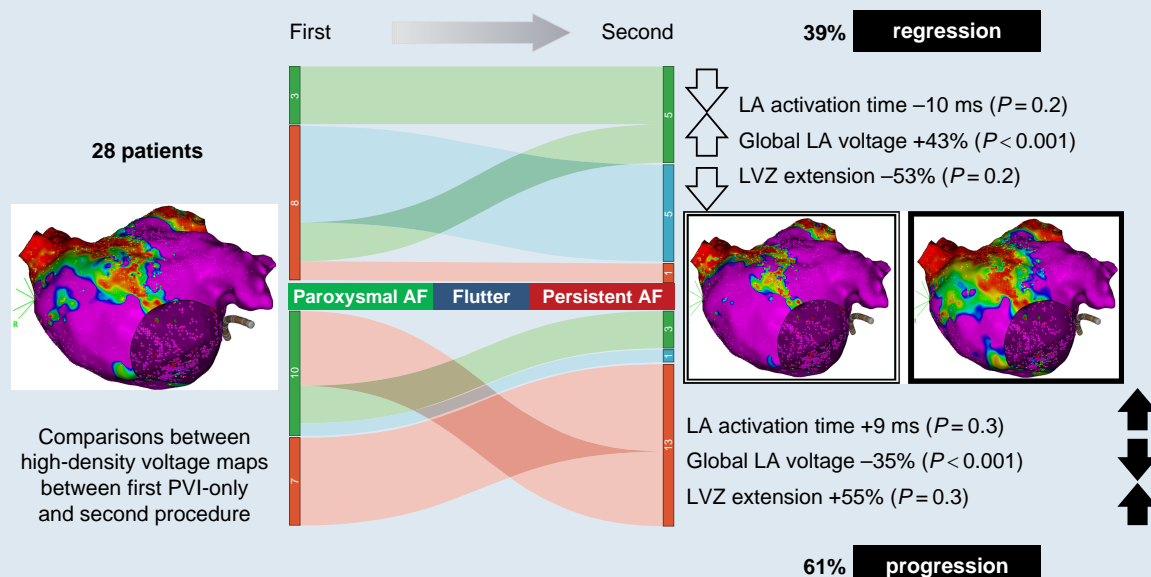 First
Second
39% regression
3
8
5
5
1
LA activation time –10 ms (P = 0.2)
Global LA voltage +43% (P < 0.001)
LVZ extension –53% (P = 0.2)
28 patients
R
Paroxysmal AF
Flutter
Persistent AF
10
7
3
1
13
Comparisons between
high-density voltage maps
between first PVI-only
and second procedure
LA activation time +9 ms (P = 0.3)
Global LA voltage –35% (P < 0.001)
LVZ extension +55% (P = 0.3)
61% progression